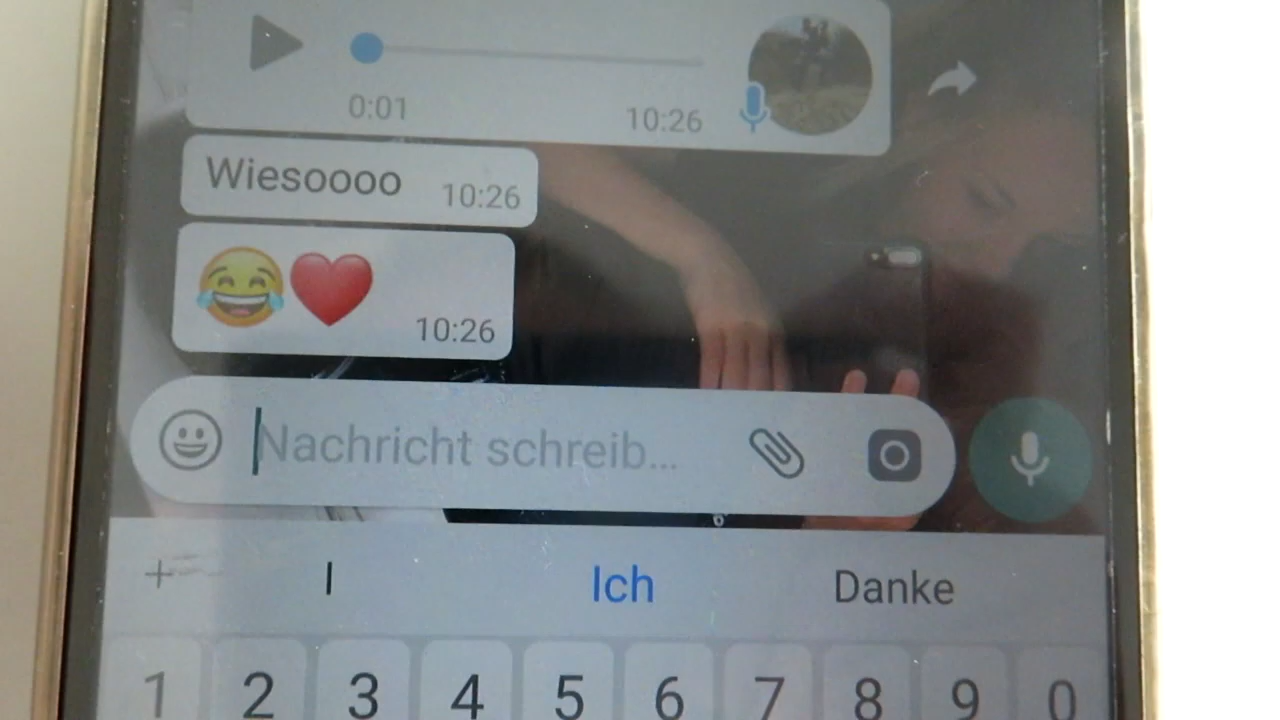 0:01 10:26
Wiesoooo 10:26
😂❤️ 10:26
Nachricht schreib...
+ I Ich Danke
1 2 3 4 5 6 7 8 9 0